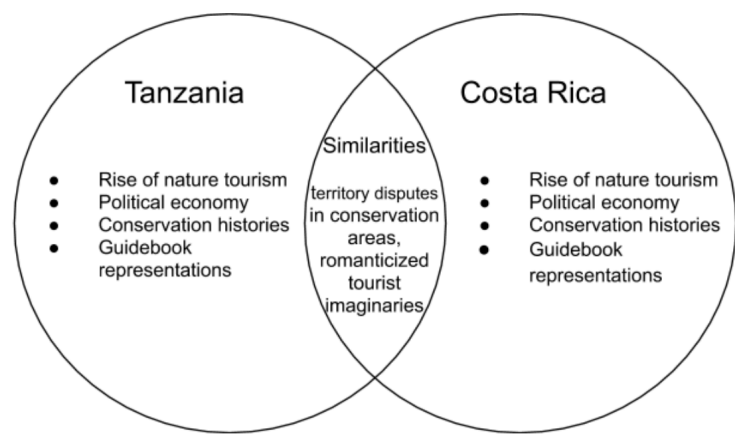 Tanzania
● Rise of nature tourism
● Political economy
● Conservation histories
● Guidebook
representations
Similarities
territory disputes
in conservation
areas,
romanticized
tourist
imaginaries
Costa Rica
● Rise of nature tourism
● Political economy
● Conservation histories
● Guidebook
representations